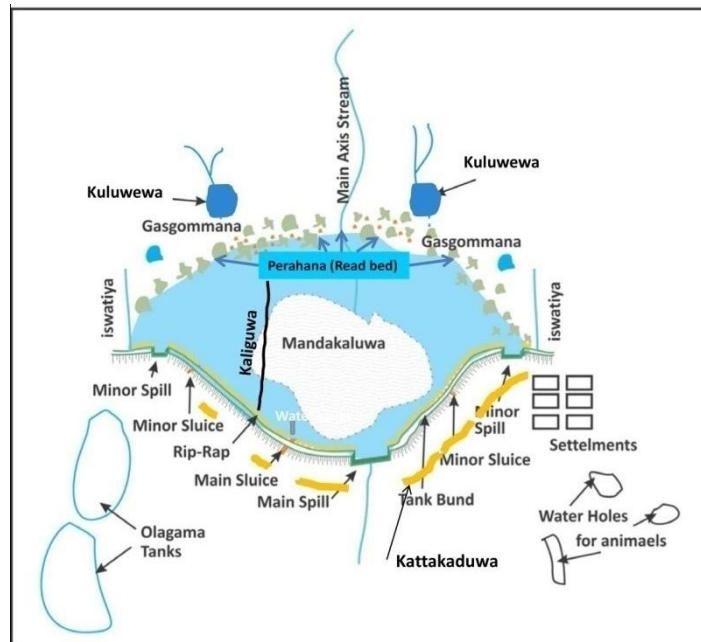 Main Axis Stream
Kuluwewa
Kuluwewa
Gasgommana
Gasgommana
Perahana (Read bed)
iswatiya
iswatiya
Kaliguwa
Mandakaluwa
Minor Spill
Minor Sluice
Rip-Rap
Main Sluice
Main Spill
Minor
Spill
Minor Sluice
Tank Bund
Settelments
Olagama
Tanks
Kattakaduwa
Water Holes
for animaels